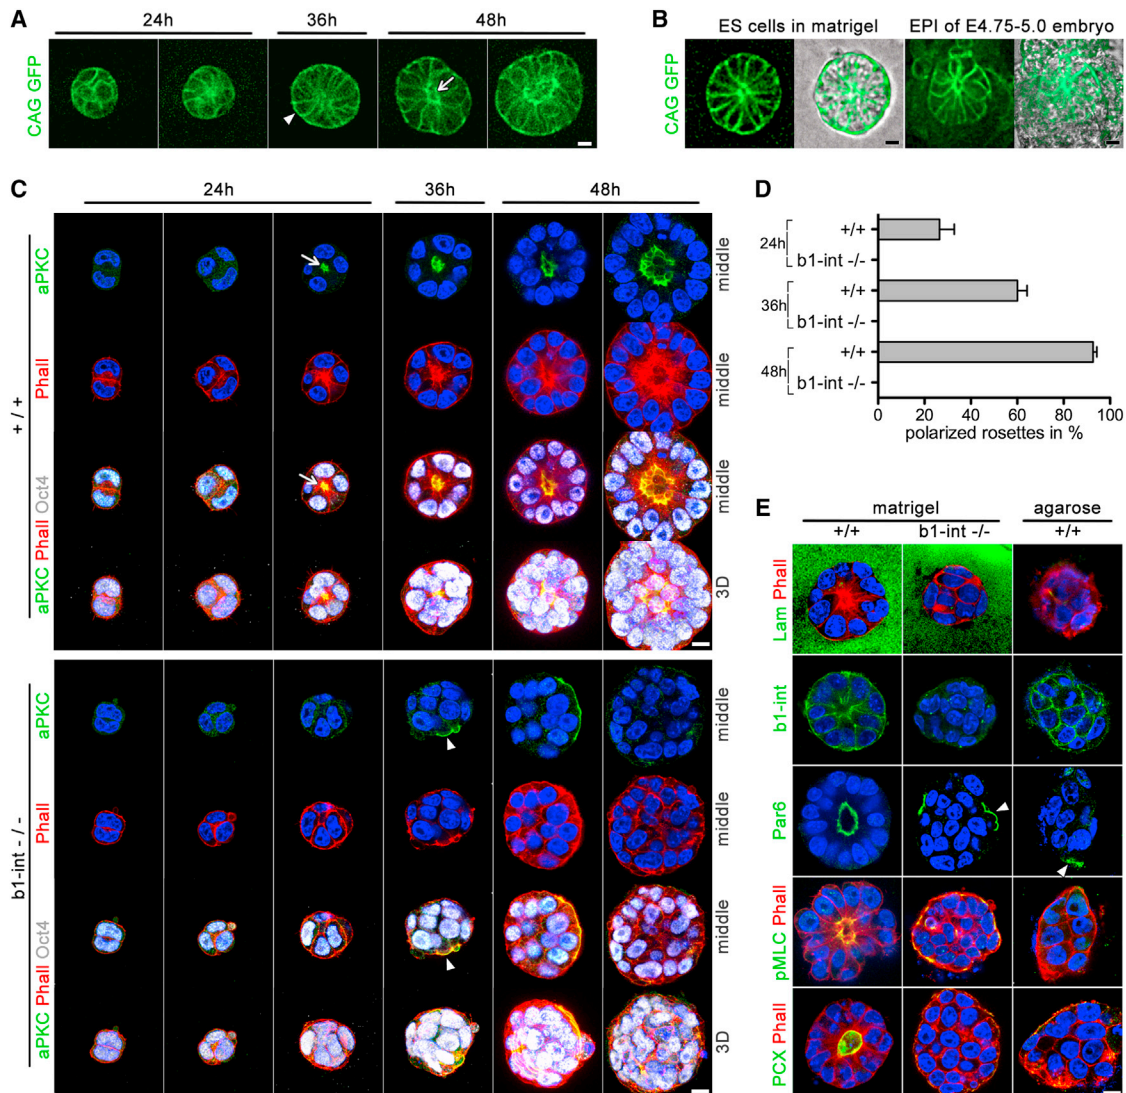 A
24h
36h
48h
CAG GFP
B
ES cells in matrigel
EPI of E4.75-5.0 embryo
CAG GFP
C
24h
36h
48h
+ / +
aPKC
middle
Phall
middle
aPKC Phall Oct4
middle
3D
b1-int - / -
aPKC
middle
Phall
middle
aPKC Phall Oct4
middle
3D
D
24h
+/+
b1-int -/-
36h
+/+
b1-int -/-
48h
+/+
b1-int -/-
0 20 40 60 80 100
polarized rosettes in %
E
matrigel
agarose
+/+
b1-int -/-
+/+
Lam Phall
b1-int
Par6
pMLC Phall
PCX Phall